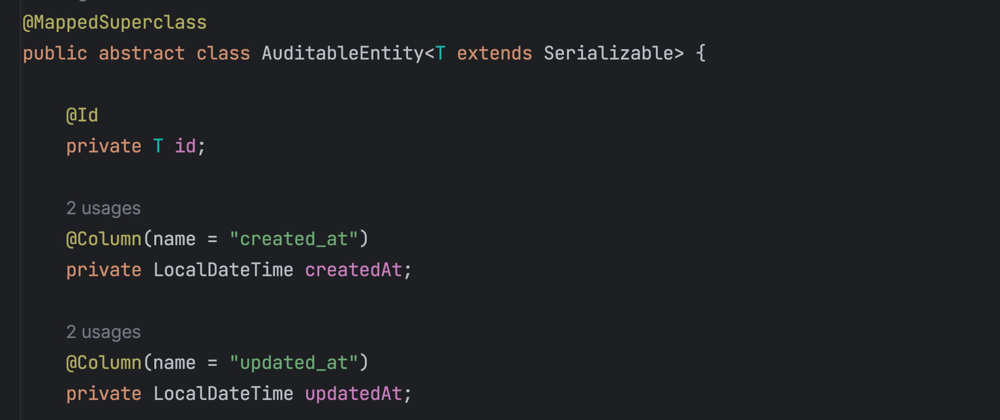 @MappedSuperclass
public abstract class AuditableEntity<T extends Serializable> {
@Id
private T id;
2 usages
@Column(name = "created_at")
private LocalDateTime createdAt;
2 usages
@Column(name = "updated_at")
private LocalDateTime updatedAt;